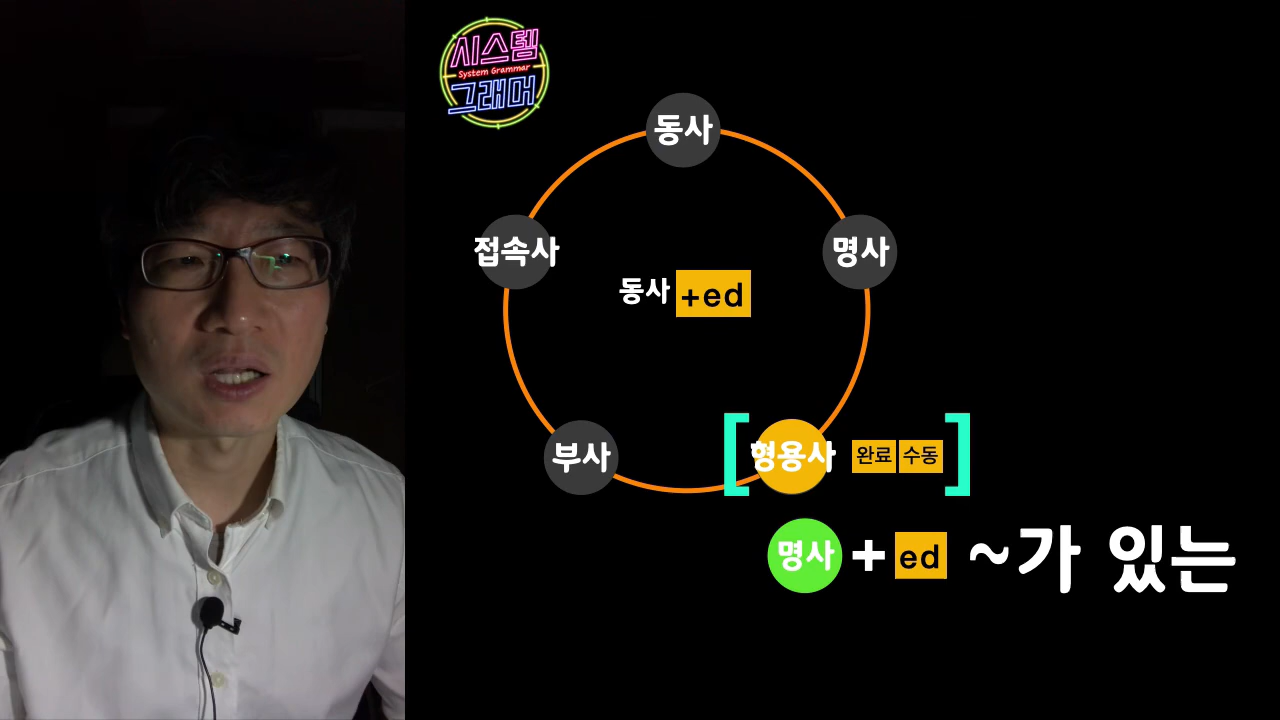 시스템
System Grammar
그래머
동사
접속사
명사
동사 +ed
부사
[형용사 완료 수동]
명사 + ed ~가 있는